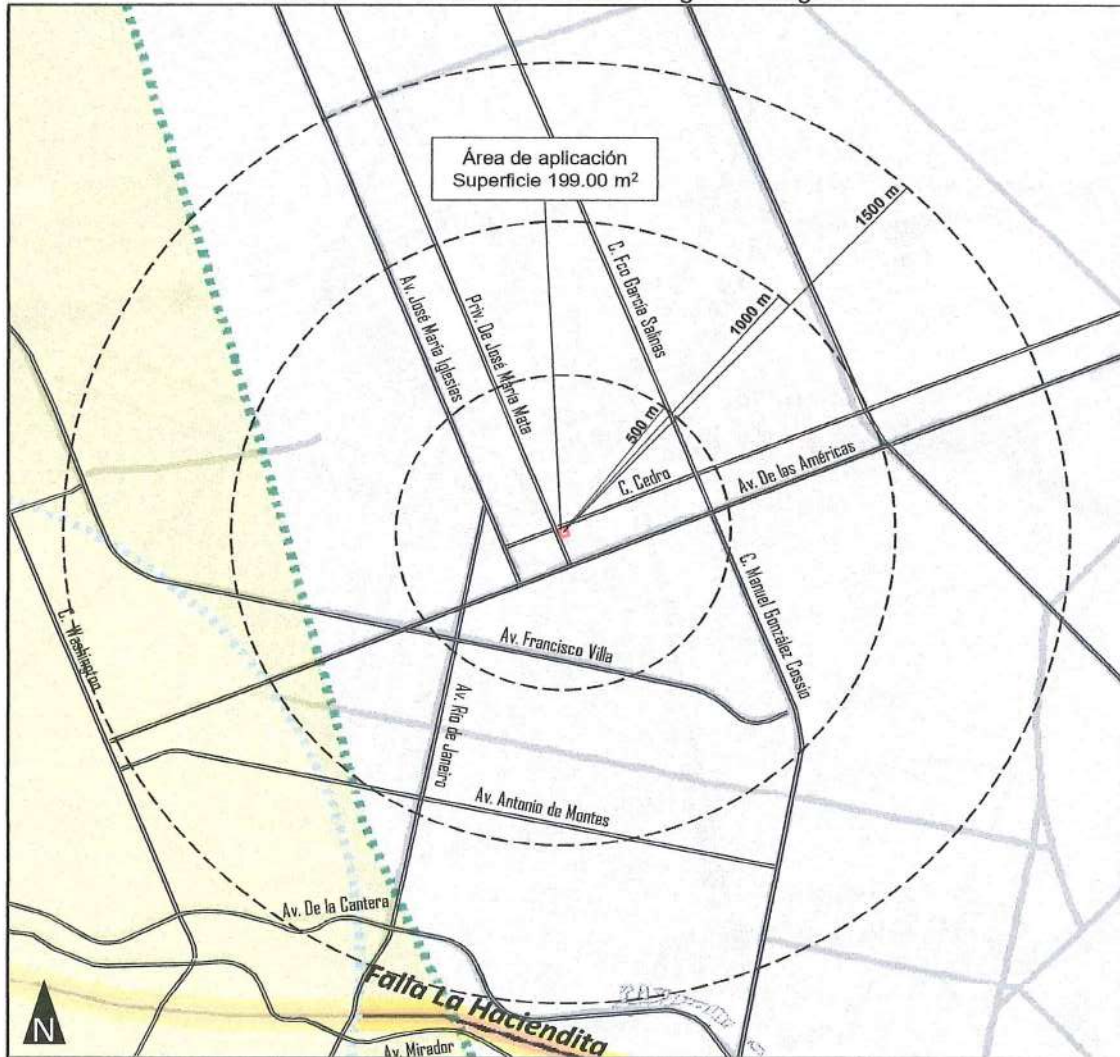 Área de aplicación
Superficie 199.00 m²
1500 m
1000 m
500 m
C. Fco García Salinas
Av. José María Iglesias
Priv. De José María Mata
C. Cedro
Av. De las Américas
C. Manuel González Cossio
C. Washington
Av. Francisco Villa
Av. Río de Janeiro
Av. Antonio de Montes
Av. De la Cantera
Falla La Haciendita
Av. Mirador
N